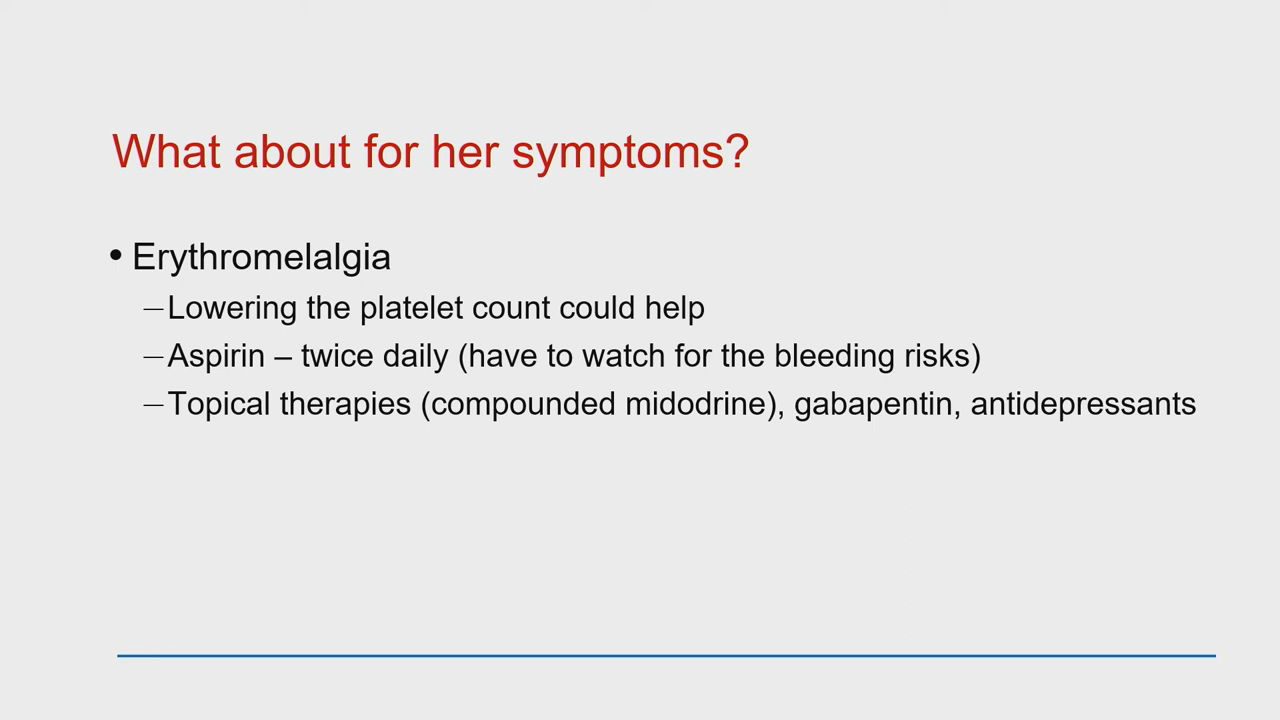 What about for her symptoms?
• Erythromelalgia
—Lowering the platelet count could help
—Aspirin – twice daily (have to watch for the bleeding risks)
—Topical therapies (compounded midodrine), gabapentin, antidepressants